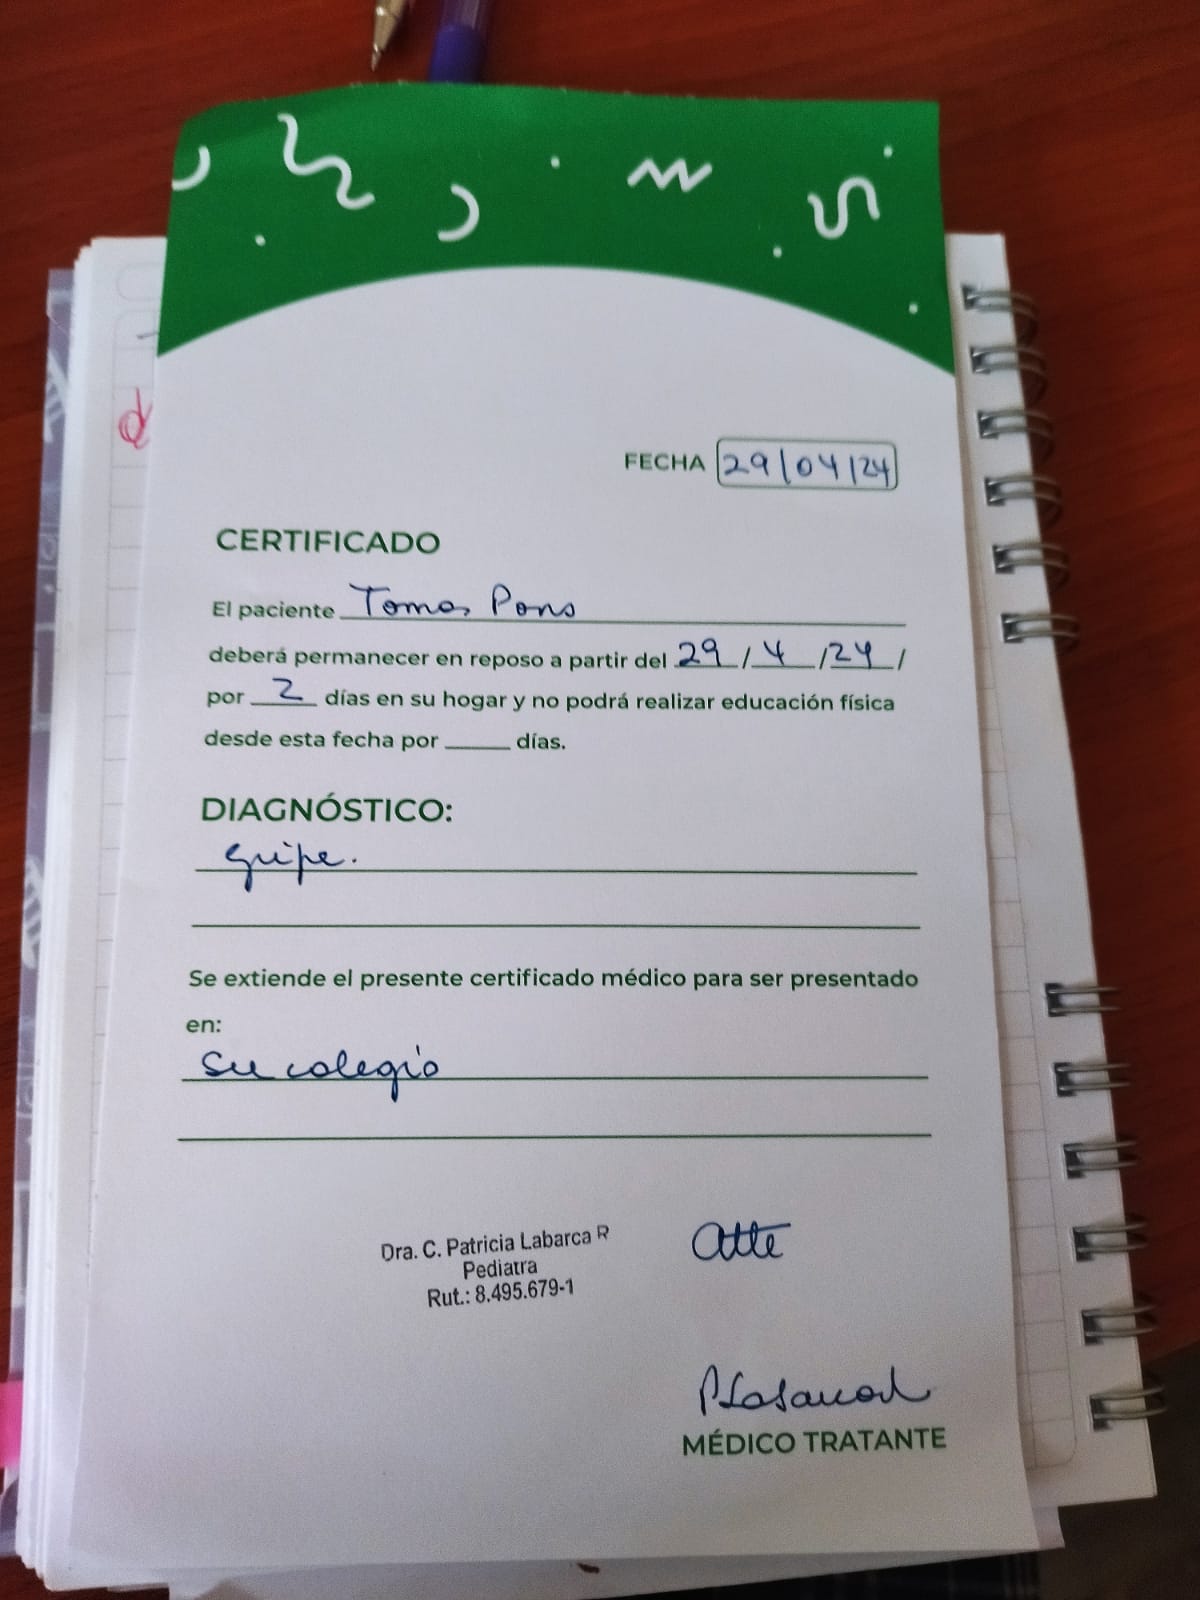 FECHA 29/04/24
CERTIFICADO
El paciente Tomas Pons
deberá permanecer en reposo a partir del 29/4/24/
por 2 días en su hogar y no podrá realizar educación física
desde esta fecha por ____ días.
DIAGNÓSTICO:
gripe.
Se extiende el presente certificado médico para ser presentado
en:
su colegio
Dra. C. Patricia Labarca R
Pediatra
Rut.: 8.495.679-1
Atte
MÉDICO TRATANTE